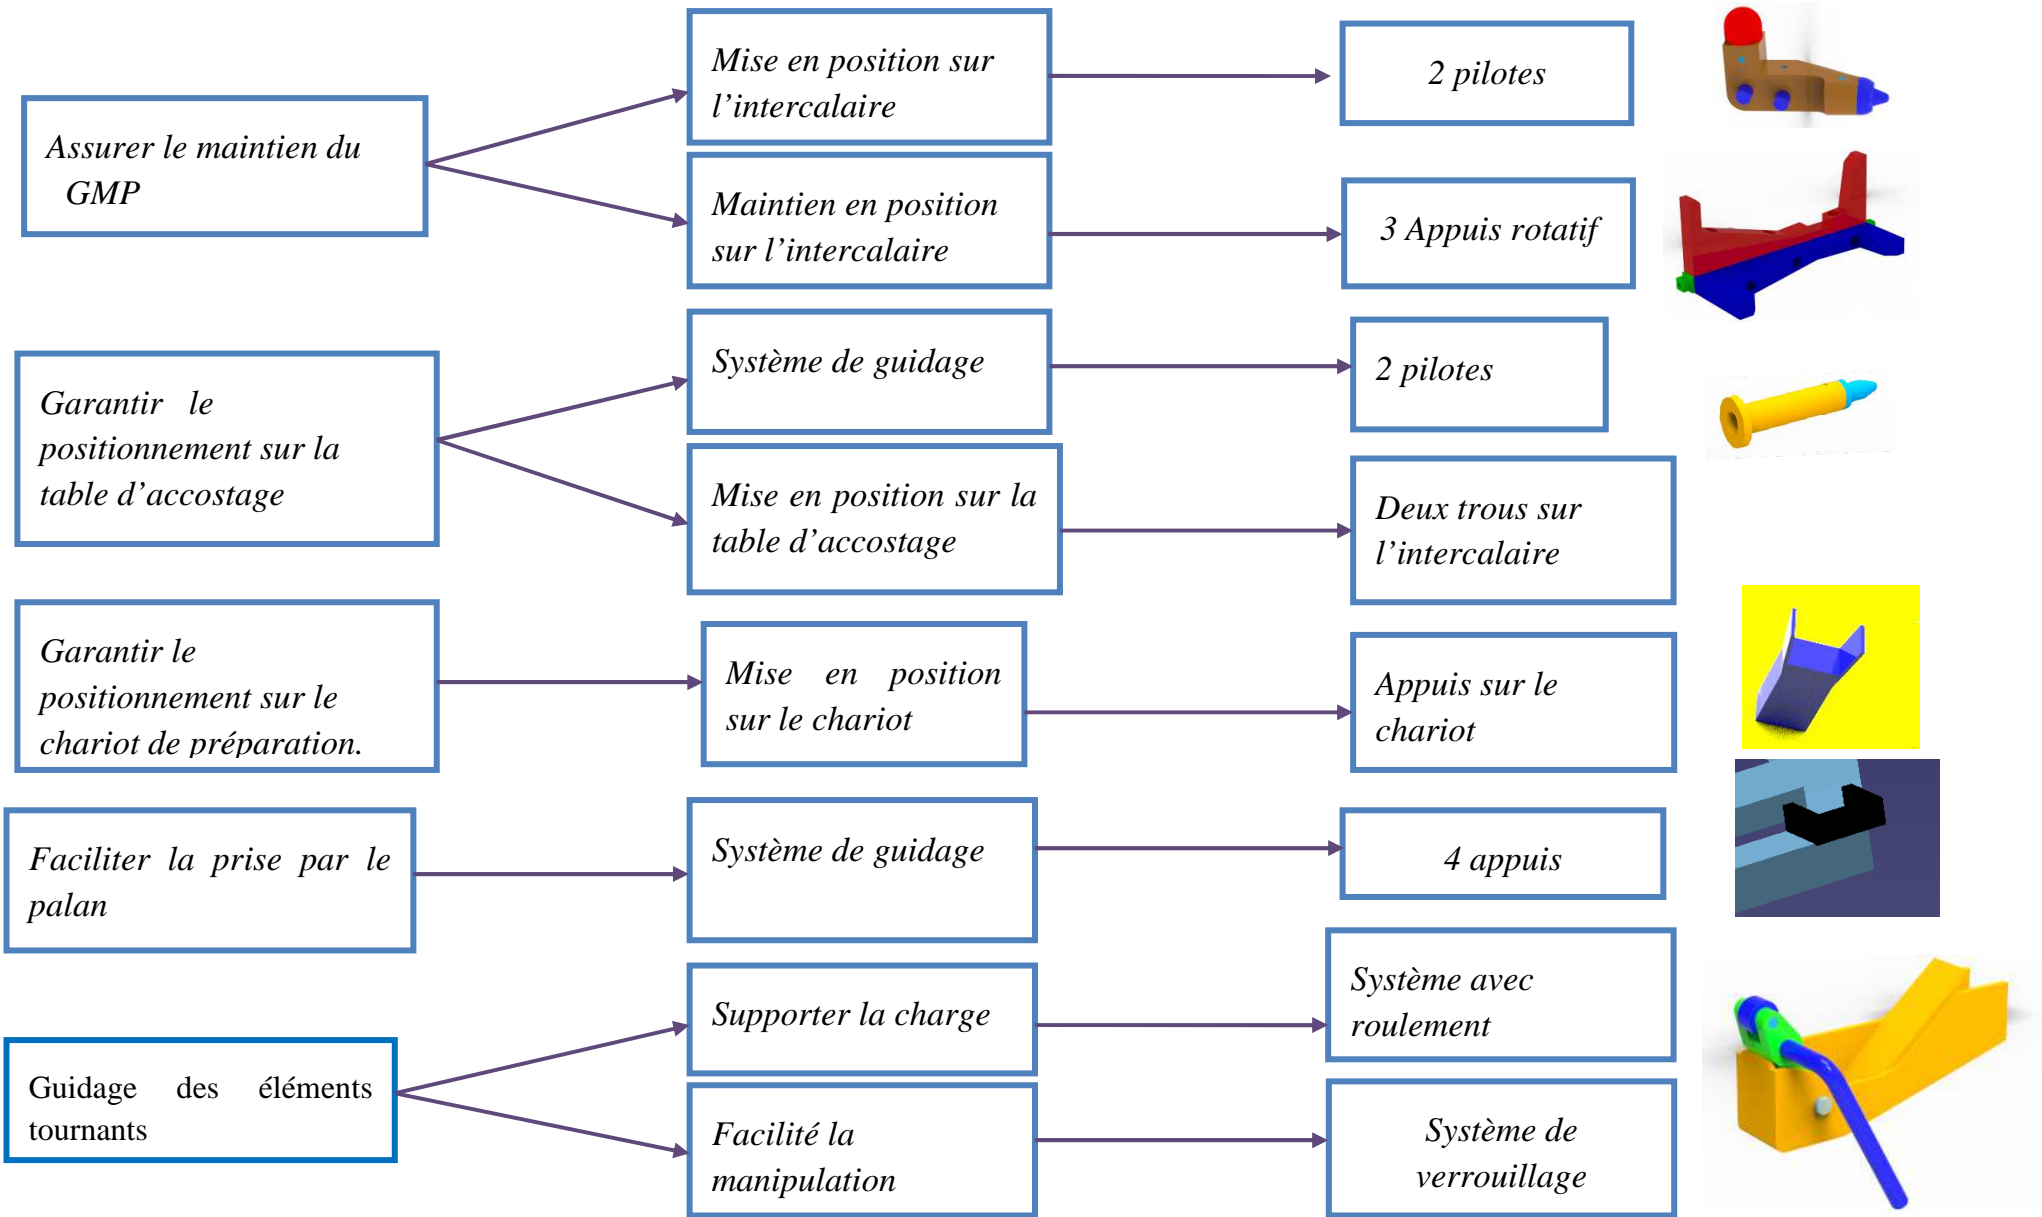 Assurer le maintien du
GMP
Mise en position sur
l’intercalaire
2 pilotes
Maintien en position
sur l’intercalaire
3 Appuis rotatif
Garantir le
positionnement sur la
table d’accostage
Système de guidage
2 pilotes
Mise en position sur la
table d’accostage
Deux trous sur
l’intercalaire
Garantir le
positionnement sur le
chariot de préparation.
Mise en position
sur le chariot
Appuis sur le
chariot
Faciliter la prise par le
palan
Système de guidage
4 appuis
Guidage des éléments
tournants
Supporter la charge
Système avec
roulement
Facilité la
manipulation
Système de
verrouillage